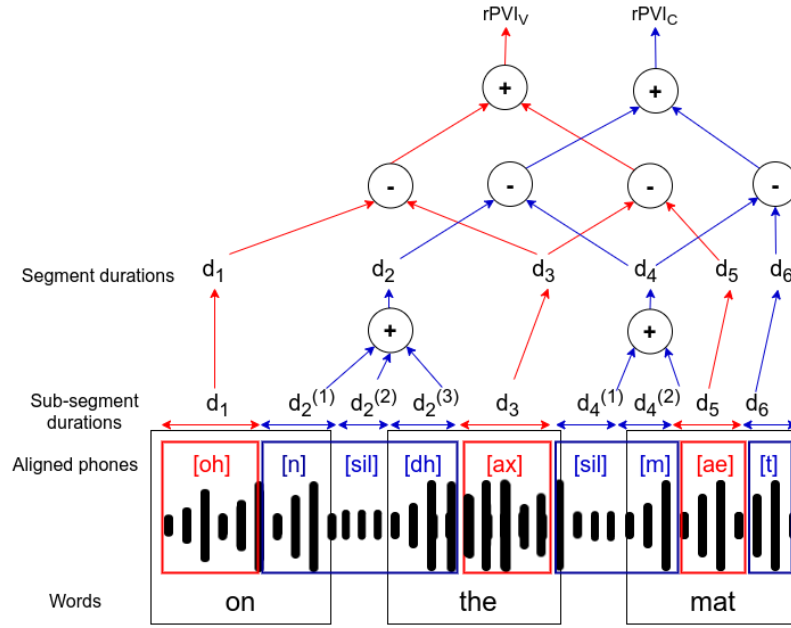 rPVI_V rPVI_C
+ +
- - - -
Segment durations d_1 d_2 d_3 d_4 d_5 d_6
+ +
Sub-segment durations d_1 d_2^(1) d_2^(2) d_2^(3) d_3 d_4^(1) d_4^(2) d_5 d_6
Aligned phones [oh] [n] [sil] [dh] [ax] [sil] [m] [ae] [t]
Words on the mat